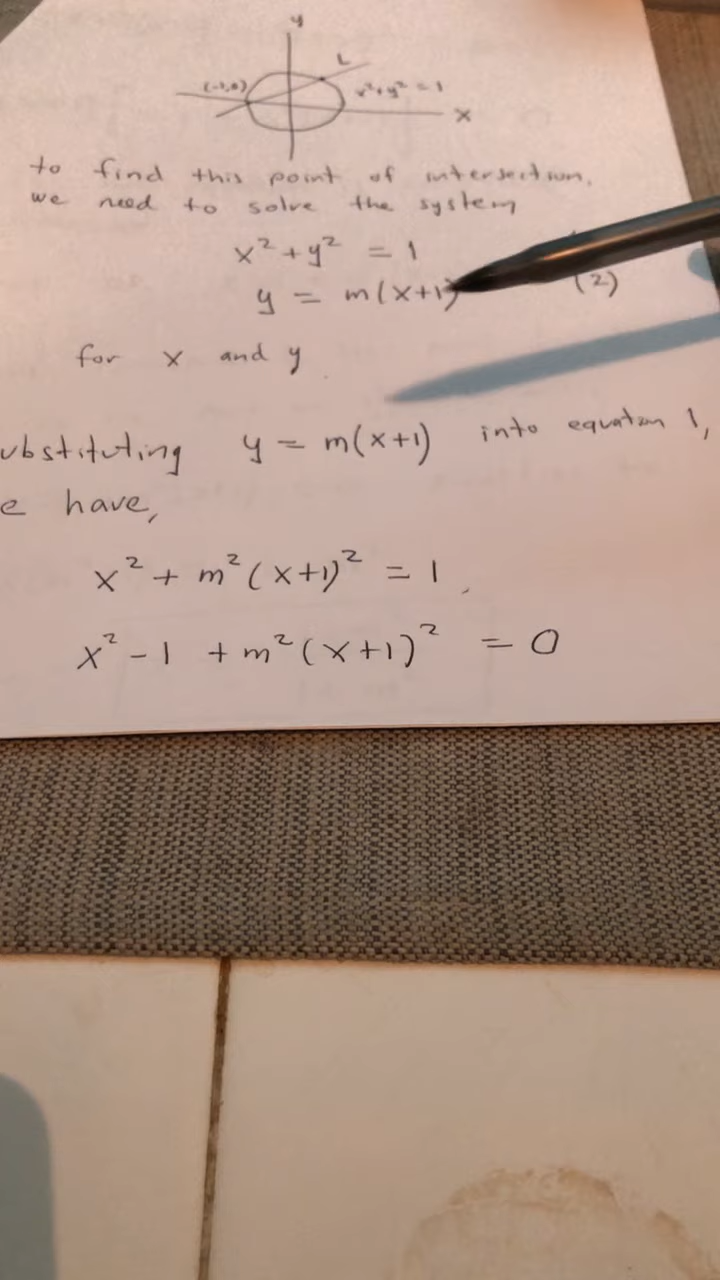 y
L
(-1,0)
x² + y² = 1
x
to find this point of intersection,
we need to solve the system
x² + y² = 1
y = m(x+1) (2)
for x and y
ubstituting y = m(x+1) into equation 1,
e have,
x² + m²(x+1)² = 1
x² - 1 + m²(x+1)² = 0